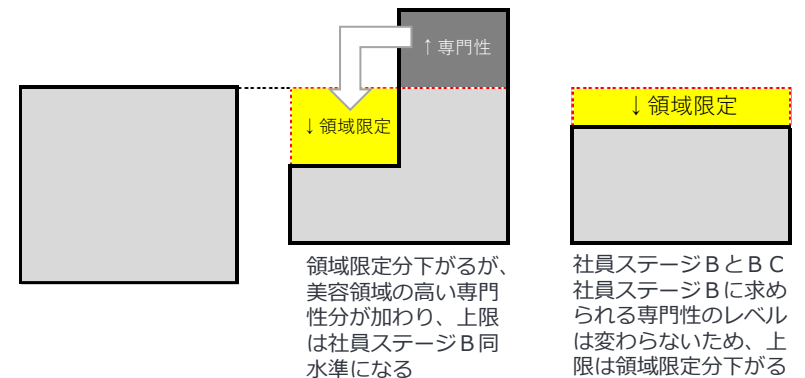 ↑専門性
↓領域限定
↓領域限定
領域限定分下がるが、
美容領域の高い専門
性分が加わり、上限
は社員ステージＢ同
水準になる
社員ステージＢとＢＣ
社員ステージＢに求め
られる専門性のレベル
は変わらないため、上
限は領域限定分下がる